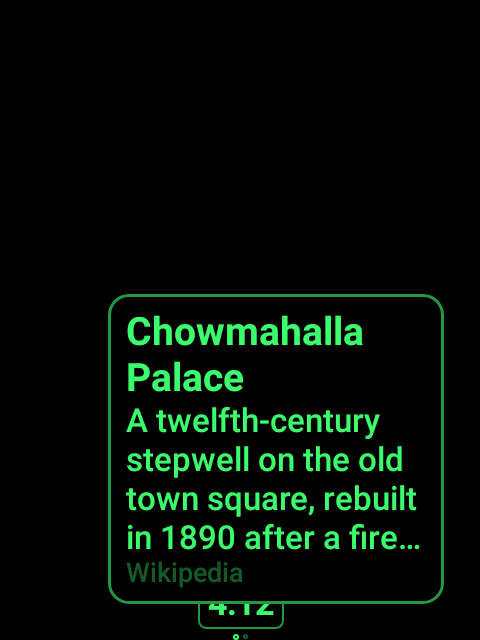 Chowmahalla
Palace
A twelfth-century
stepwell on the old
town square, rebuilt
in 1890 after a fire…
Wikipedia